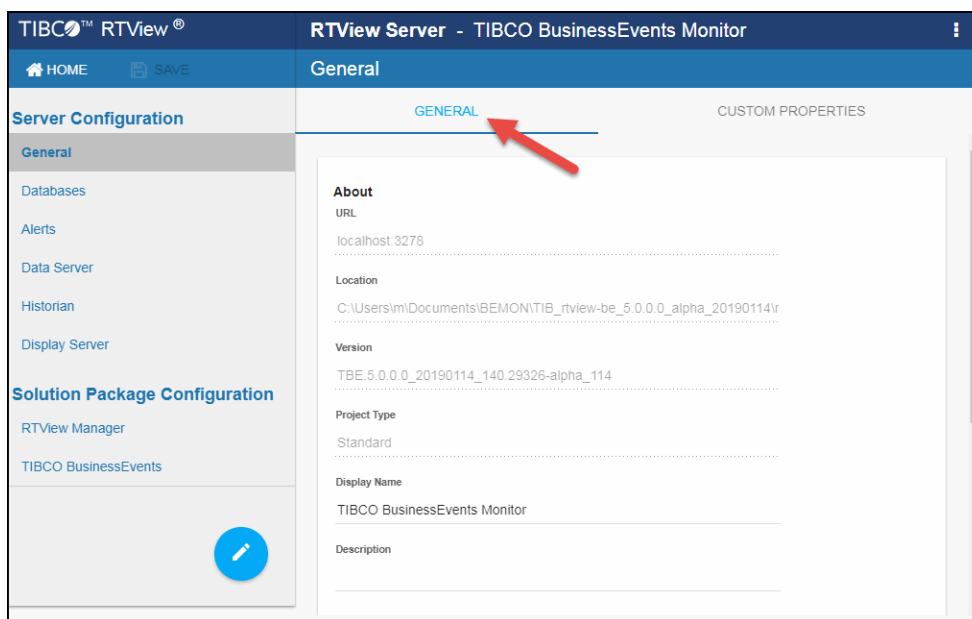 TIBCO™ RTView ®
RTView Server - TIBCO BusinessEvents Monitor
HOME
SAVE
General
Server Configuration
General
Databases
Alerts
Data Server
Historian
Display Server
Solution Package Configuration
RTView Manager
TIBCO BusinessEvents
GENERAL
CUSTOM PROPERTIES
About
URL
localhost:3278
Location
C:\Users\m\Documents\BEMON\TIB_rtview-be_5.0.0.0_alpha_20190114\r
Version
TBE.5.0.0.0_20190114_140.29326-alpha_114
Project Type
Standard
Display Name
TIBCO BusinessEvents Monitor
Description